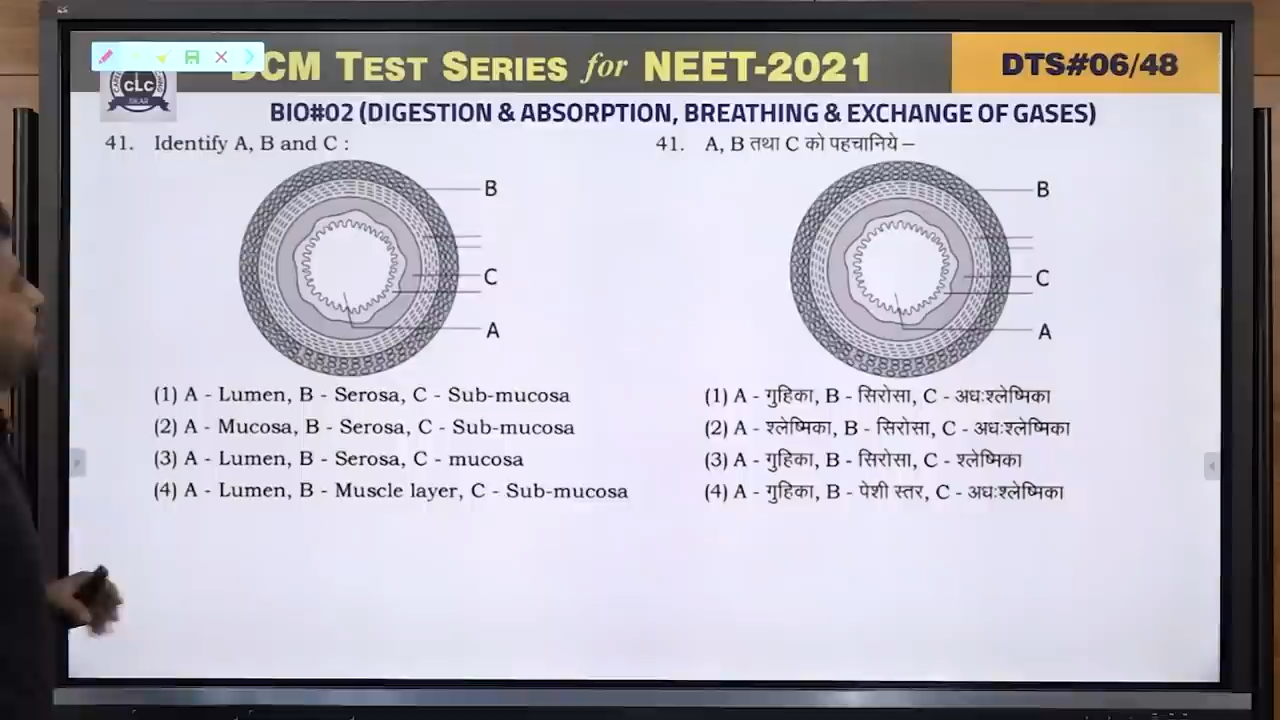 DCM TEST SERIES for NEET-2021
DTS#06/48
CLC
SIKAR
BIO#02 (DIGESTION & ABSORPTION, BREATHING & EXCHANGE OF GASES)
41. Identify A, B and C :
B
C
A
(1) A - Lumen, B - Serosa, C - Sub-mucosa
(2) A - Mucosa, B - Serosa, C - Sub-mucosa
(3) A - Lumen, B - Serosa, C - mucosa
(4) A - Lumen, B - Muscle layer, C - Sub-mucosa
41. A, B तथा C को पहचानिये –
B
C
A
(1) A - गुहिका, B - सिरोसा, C - अधःश्लेष्मिका
(2) A - श्लेष्मिका, B - सिरोसा, C - अधःश्लेष्मिका
(3) A - गुहिका, B - सिरोसा, C - श्लेष्मिका
(4) A - गुहिका, B - पेशी स्तर, C - अधःश्लेष्मिका